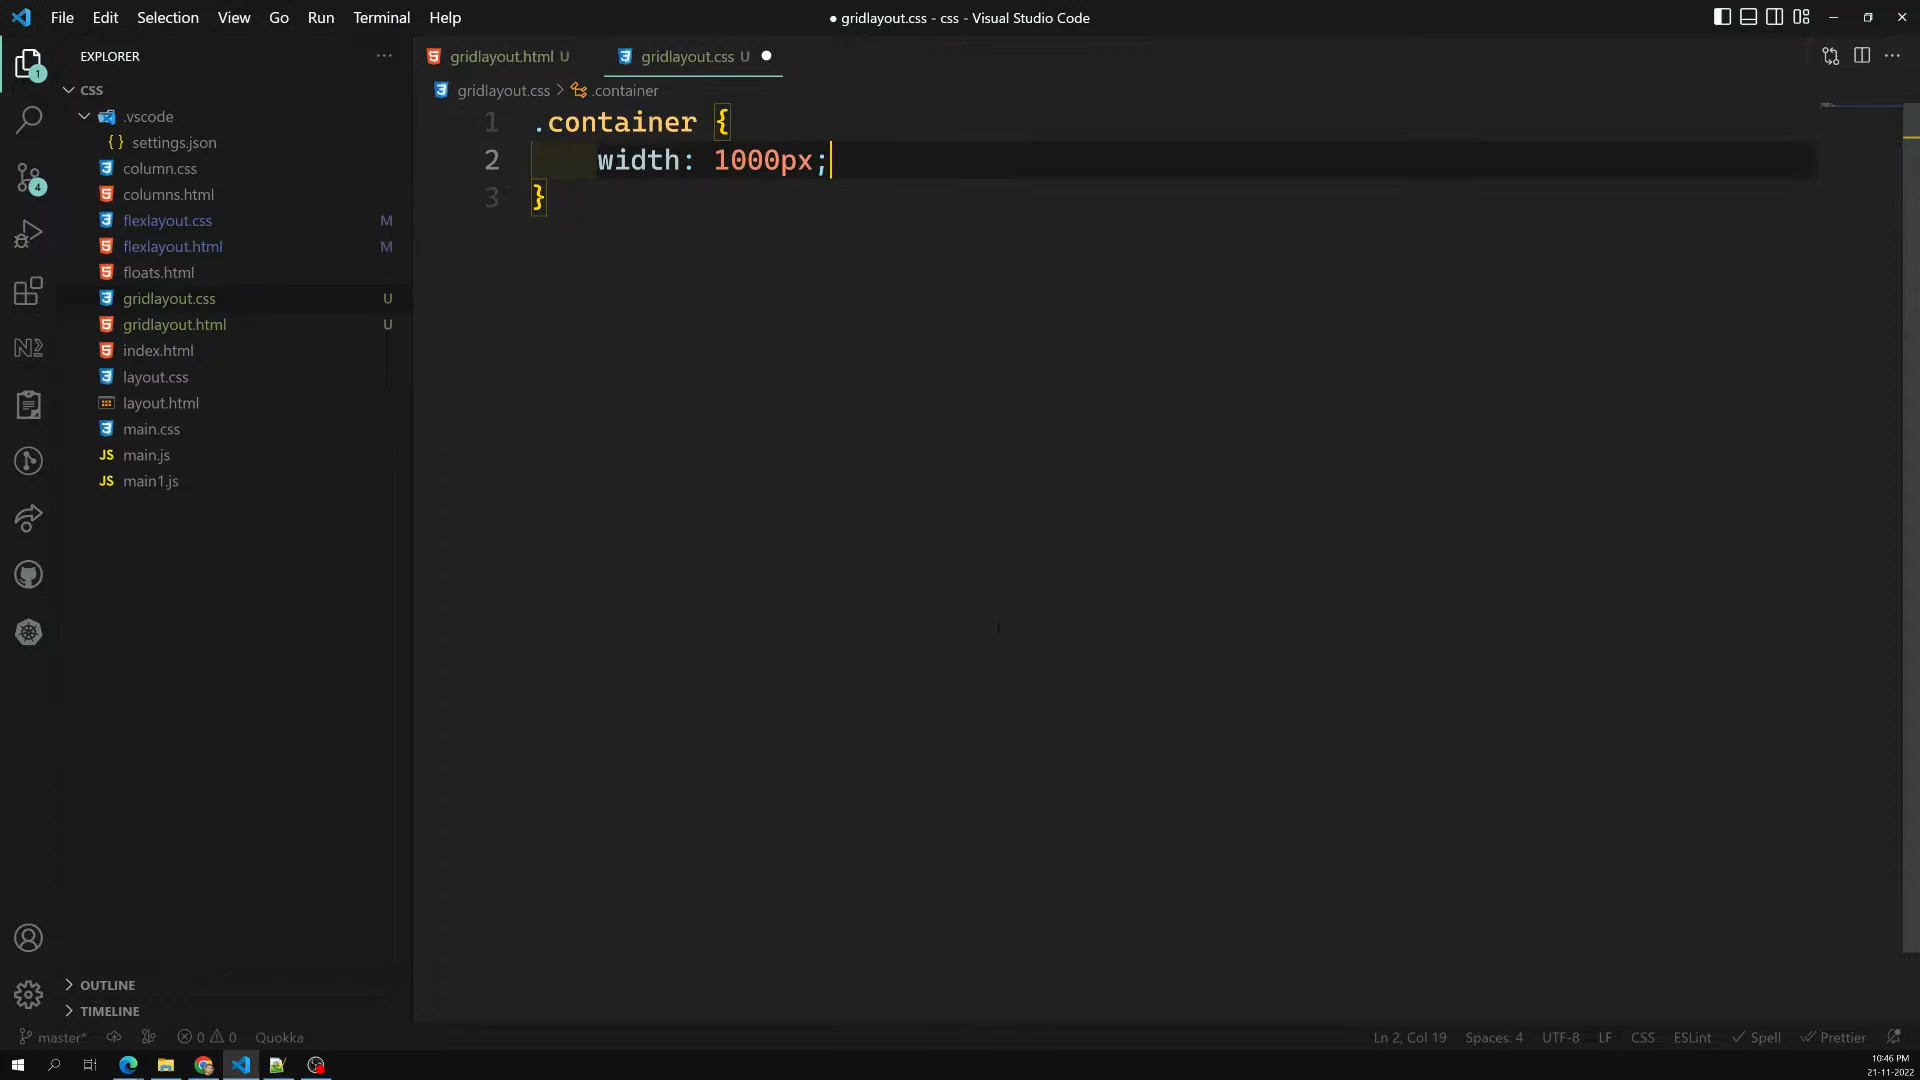 File Edit Selection View Go Run Terminal Help
● gridlayout.css - css - Visual Studio Code
EXPLORER
CSS
.vscode
{ } settings.json
column.css
columns.html
flexlayout.css M
flexlayout.html M
floats.html
gridlayout.css U
gridlayout.html U
index.html
layout.css
layout.html
main.css
JS main.js
JS main1.js
OUTLINE
TIMELINE
1
4
gridlayout.html U
gridlayout.css U ●
gridlayout.css > .container
1 .container {
2 width: 1000px;
3 }
master* 0 0 Quokka
Ln 2, Col 19 Spaces: 4 UTF-8 LF CSS ESLint Spell Prettier
10:46 PM
21-11-2022